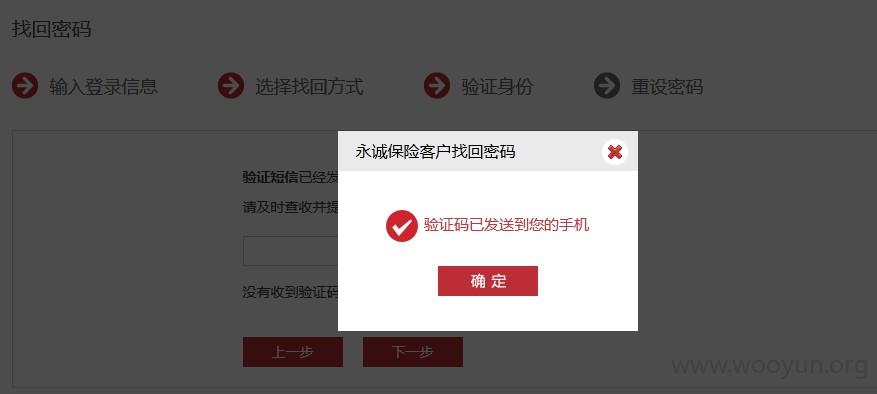 找回密码
输入登录信息 选择找回方式 验证身份 重设密码
永诚保险客户找回密码
验证短信已经发
请及时查收并提
验证码已发送到您的手机
确 定
没有收到验证码
上一步 下一步
www.wooyun.org